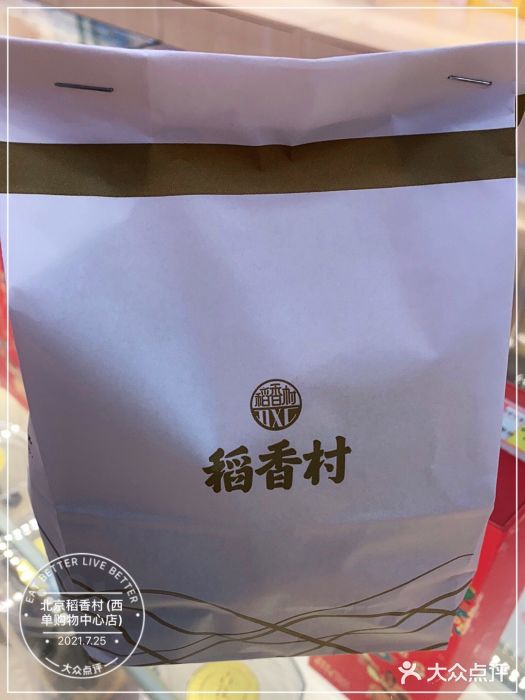 稻香村
DXC
稻香村
EAT BETTER LIVE BETTER
北京稻香村(西
单购物中心店)
2021.7.25
大众点评
大众点评